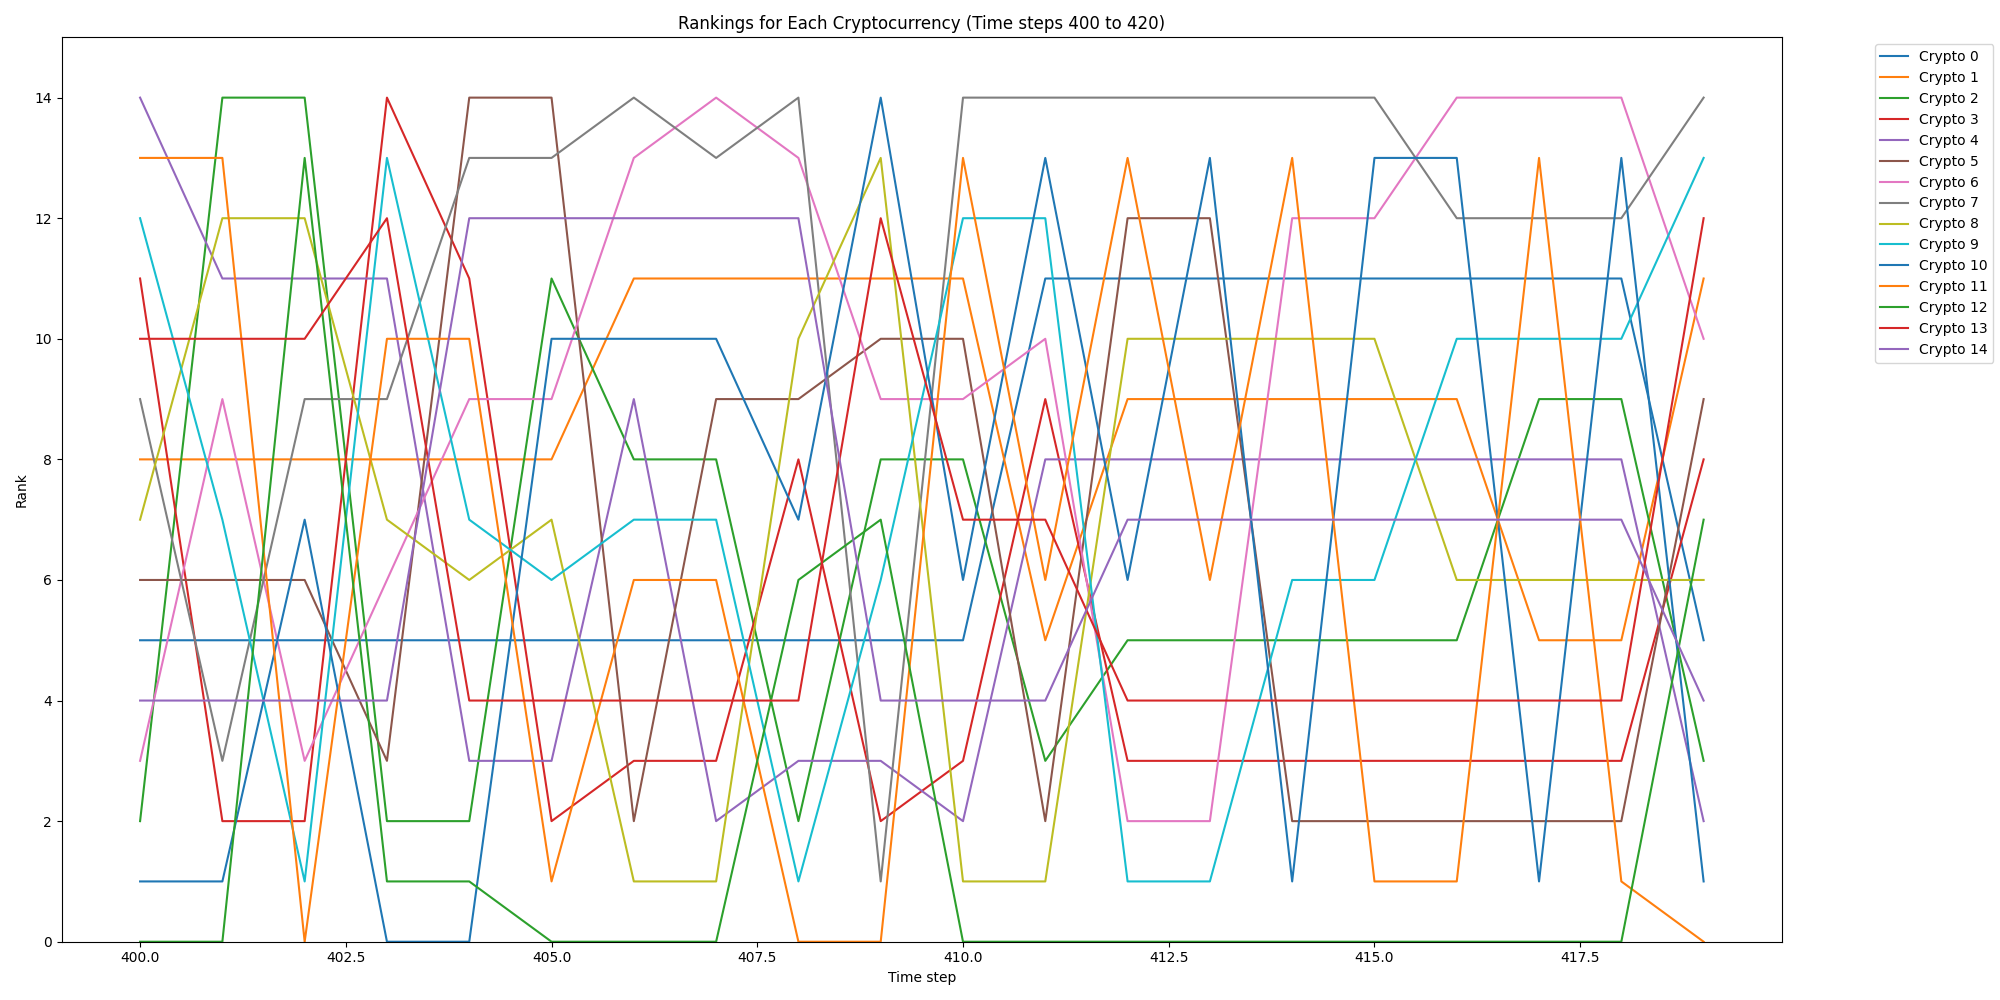 Rankings for Each Cryptocurrency (Time steps 400 to 420)
Rank
14
12
10
8
6
4
2
0
400.0 402.5 405.0 407.5 410.0 412.5 415.0 417.5
Time step
Crypto 0
Crypto 1
Crypto 2
Crypto 3
Crypto 4
Crypto 5
Crypto 6
Crypto 7
Crypto 8
Crypto 9
Crypto 10
Crypto 11
Crypto 12
Crypto 13
Crypto 14